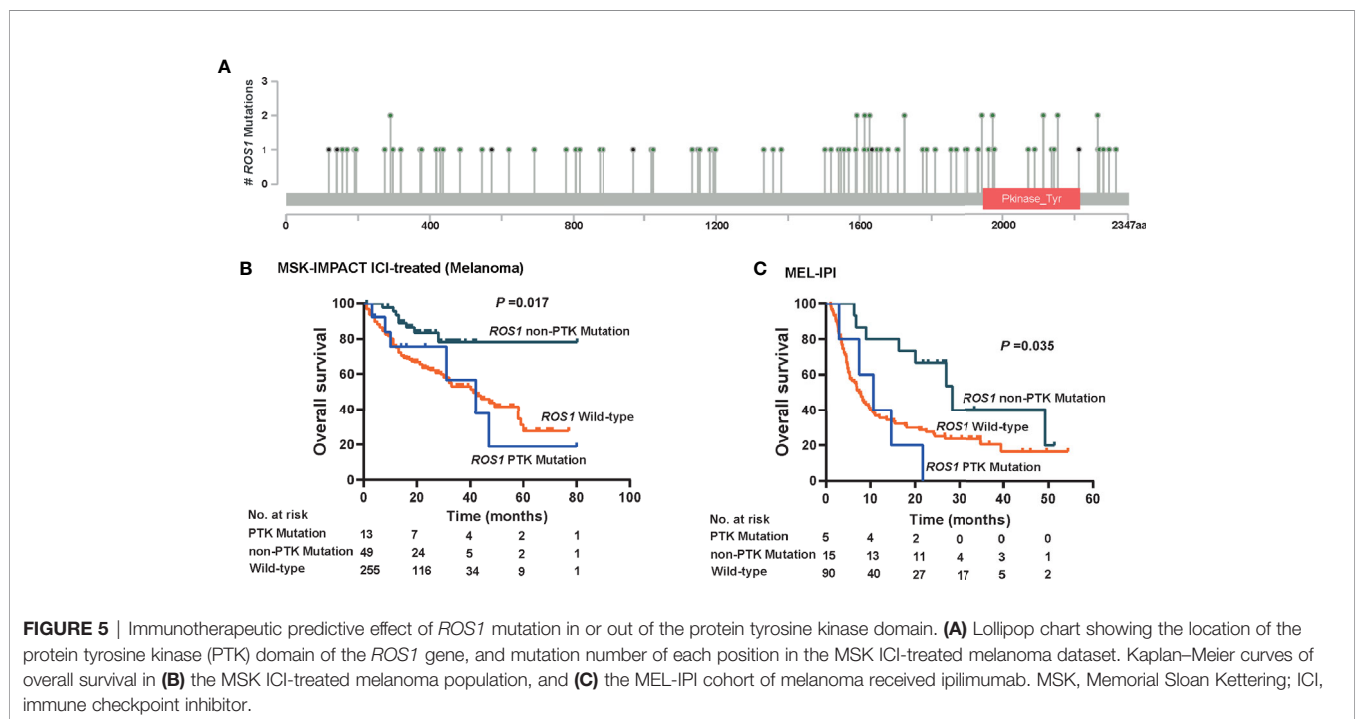 A
# ROS1 Mutations
3
2
1
0
Pkinase_Tyr
0 400 800 1200 1600 2000 2347aa
B MSK-IMPACT ICI-treated (Melanoma)
Overall survival
100
80
60
40
20
0
P =0.017
ROS1 non-PTK Mutation
ROS1 Wild-type
ROS1 PTK Mutation
0 20 40 60 80 100
No. at risk Time (months)
PTK Mutation 13 7 4 2 1
non-PTK Mutation 49 24 5 2 1
Wild-type 255 116 34 9 1
C MEL-IPI
Overall survival
100
80
60
40
20
0
P =0.035
ROS1 non-PTK Mutation
ROS1 Wild-type
ROS1 PTK Mutation
0 10 20 30 40 50 60
No. at risk Time (months)
PTK Mutation 5 4 2 0 0 0
non-PTK Mutation 15 13 11 4 3 1
Wild-type 90 40 27 17 5 2
FIGURE 5 | Immunotherapeutic predictive effect of ROS1 mutation in or out of the protein tyrosine kinase domain. (A) Lollipop chart showing the location of the
protein tyrosine kinase (PTK) domain of the ROS1 gene, and mutation number of each position in the MSK ICI-treated melanoma dataset. Kaplan–Meier curves of
overall survival in (B) the MSK ICI-treated melanoma population, and (C) the MEL-IPI cohort of melanoma received ipilimumab. MSK, Memorial Sloan Kettering; ICI,
immune checkpoint inhibitor.